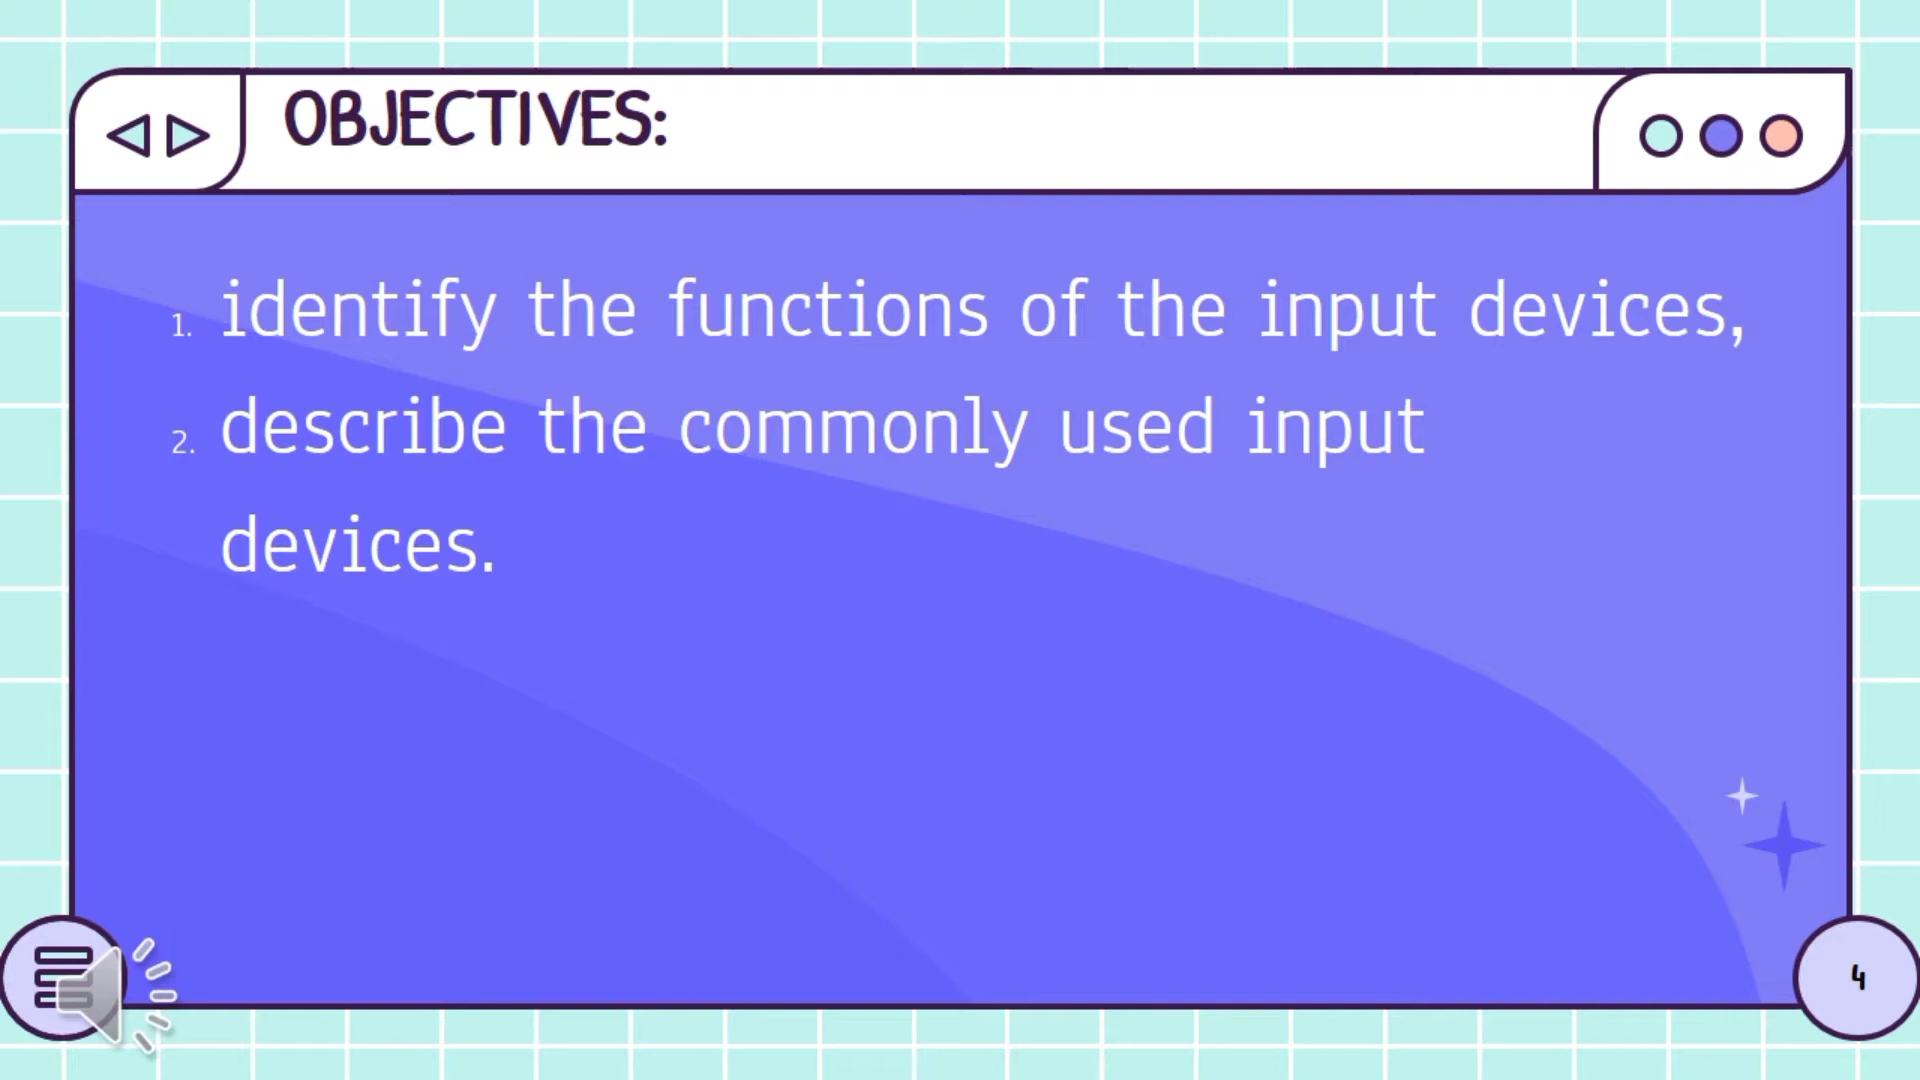 OBJECTIVES:
1. identify the functions of the input devices,
2. describe the commonly used input
devices.
4